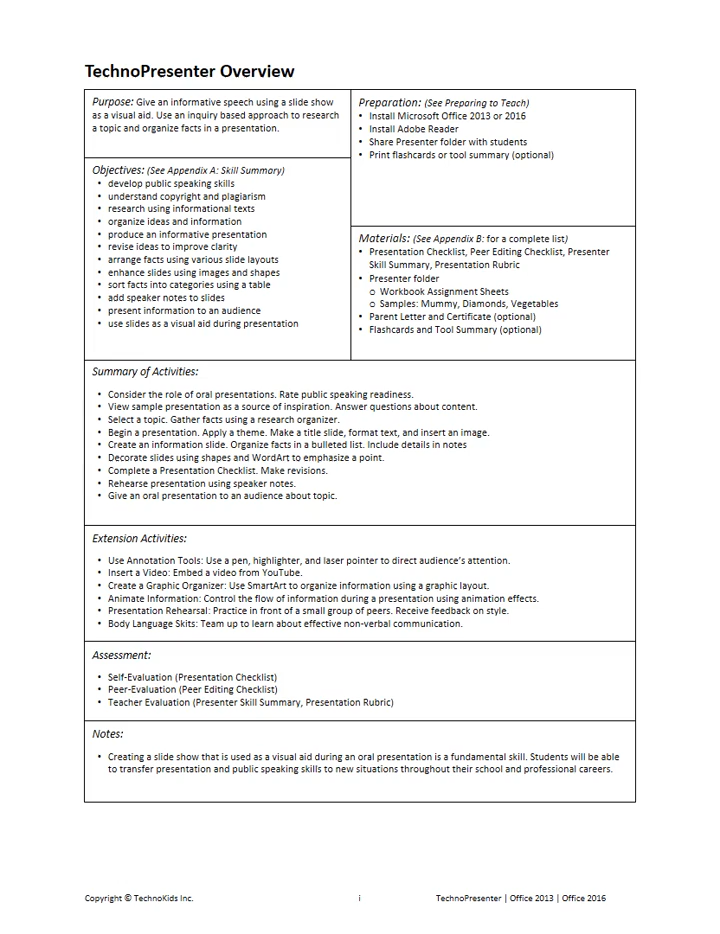 TechnoPresenter Overview
Purpose: Give an informative speech using a slide show
as a visual aid. Use an inquiry based approach to research
a topic and organize facts in a presentation.
Objectives: (See Appendix A: Skill Summary)
• develop public speaking skills
• understand copyright and plagiarism
• research using informational texts
• organize ideas and information
• produce an informative presentation
• revise ideas to improve clarity
• arrange facts using various slide layouts
• enhance slides using images and shapes
• sort facts into categories using a table
• add speaker notes to slides
• present information to an audience
• use slides as a visual aid during presentation
Preparation: (See Preparing to Teach)
• Install Microsoft Office 2013 or 2016
• Install Adobe Reader
• Share Presenter folder with students
• Print flashcards or tool summary (optional)
Materials: (See Appendix B: for a complete list)
• Presentation Checklist, Peer Editing Checklist, Presenter
Skill Summary, Presentation Rubric
• Presenter folder
o Workbook Assignment Sheets
o Samples: Mummy, Diamonds, Vegetables
• Parent Letter and Certificate (optional)
• Flashcards and Tool Summary (optional)
Summary of Activities:
• Consider the role of oral presentations. Rate public speaking readiness.
• View sample presentation as a source of inspiration. Answer questions about content.
• Select a topic. Gather facts using a research organizer.
• Begin a presentation. Apply a theme. Make a title slide, format text, and insert an image.
• Create an information slide. Organize facts in a bulleted list. Include details in notes
• Decorate slides using shapes and WordArt to emphasize a point.
• Complete a Presentation Checklist. Make revisions.
• Rehearse presentation using speaker notes.
• Give an oral presentation to an audience about topic.
Extension Activities:
• Use Annotation Tools: Use a pen, highlighter, and laser pointer to direct audience's attention.
• Insert a Video: Embed a video from YouTube.
• Create a Graphic Organizer: Use SmartArt to organize information using a graphic layout.
• Animate Information: Control the flow of information during a presentation using animation effects.
• Presentation Rehearsal: Practice in front of a small group of peers. Receive feedback on style.
• Body Language Skits: Team up to learn about effective non-verbal communication.
Assessment:
• Self-Evaluation (Presentation Checklist)
• Peer-Evaluation (Peer Editing Checklist)
• Teacher Evaluation (Presenter Skill Summary, Presentation Rubric)
Notes:
• Creating a slide show that is used as a visual aid during an oral presentation is a fundamental skill. Students will be able
to transfer presentation and public speaking skills to new situations throughout their school and professional careers.
Copyright © TechnoKids Inc. i TechnoPresenter | Office 2013 | Office 2016